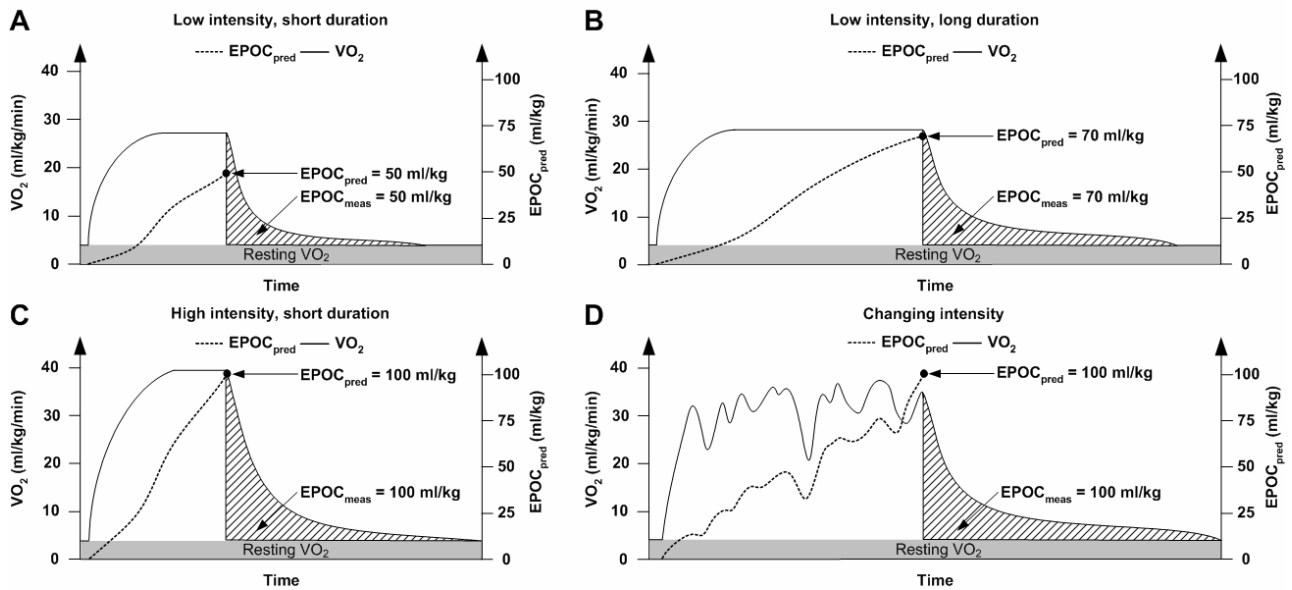 A
Low intensity, short duration
EPOCpred VO2
VO2 (ml/kg/min)
40
30
20
10
0
EPOCpred = 50 ml/kg
EPOCmeas = 50 ml/kg
Resting VO2
100
75
50
25
0
EPOCpred (ml/kg)
Time
B
Low intensity, long duration
EPOCpred VO2
VO2 (ml/kg/min)
40
30
20
10
0
EPOCpred = 70 ml/kg
EPOCmeas = 70 ml/kg
Resting VO2
100
75
50
25
0
EPOCpred (ml/kg)
Time
C
High intensity, short duration
EPOCpred VO2
VO2 (ml/kg/min)
40
30
20
10
0
EPOCpred = 100 ml/kg
EPOCmeas = 100 ml/kg
Resting VO2
100
75
50
25
0
EPOCpred (ml/kg)
Time
D
Changing intensity
EPOCpred VO2
VO2 (ml/kg/min)
40
30
20
10
0
EPOCpred = 100 ml/kg
EPOCmeas = 100 ml/kg
Resting VO2
100
75
50
25
0
EPOCpred (ml/kg)
Time